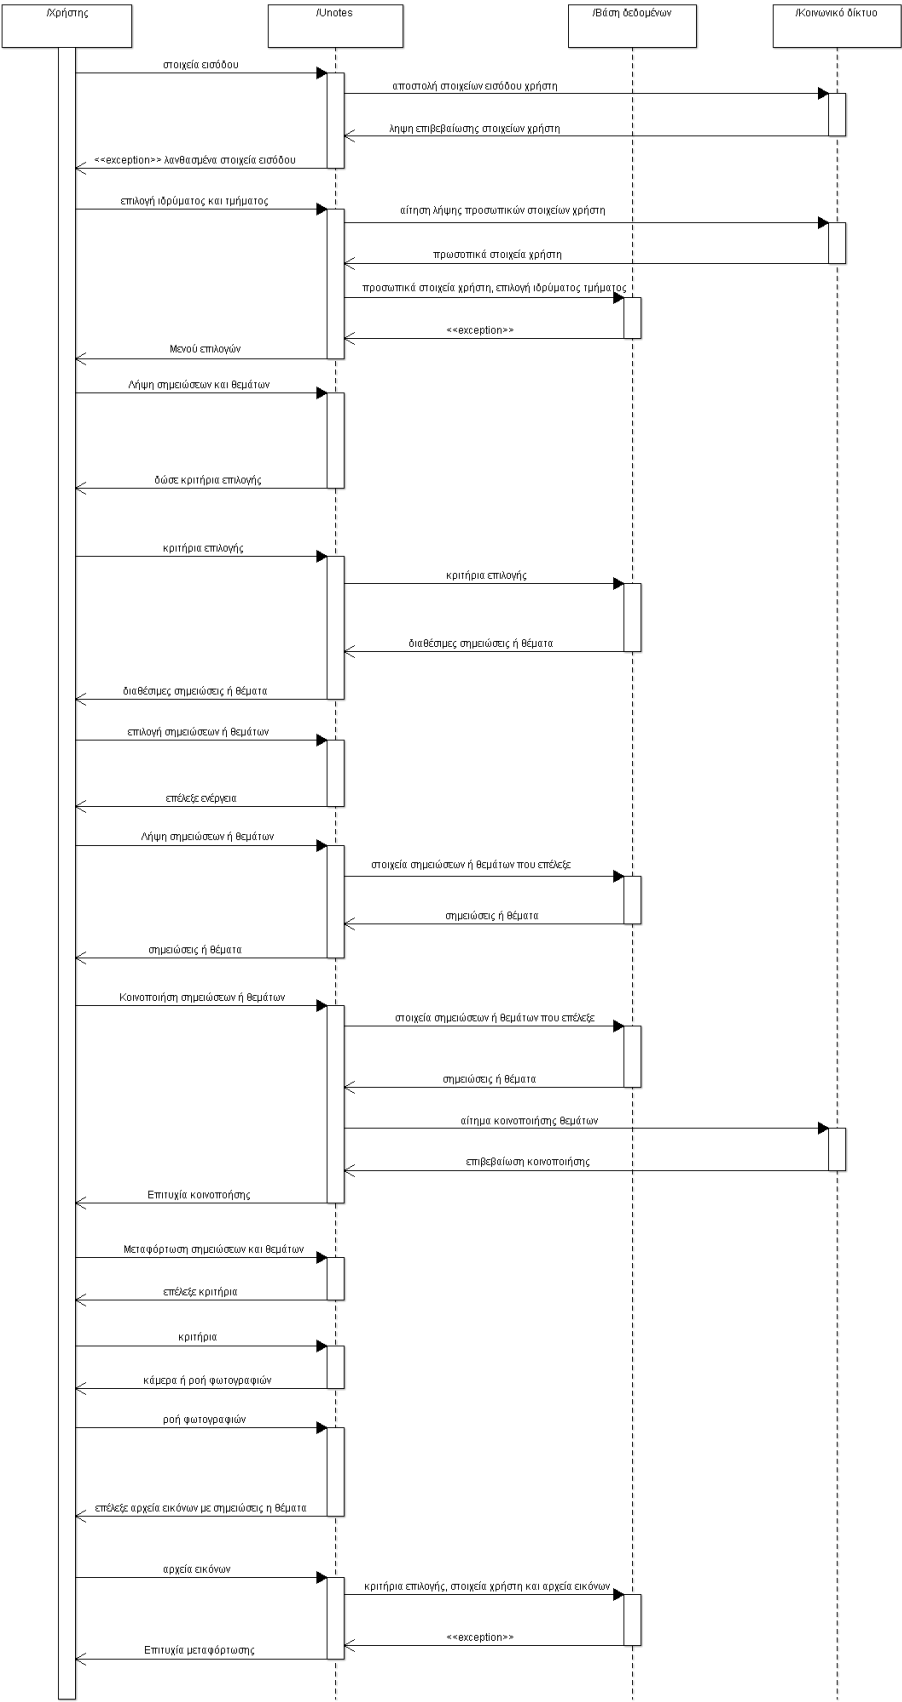 /Χρήστης
/Unotes
/Βάση δεδομένων
/Κοινωνικό δίκτυο
στοιχεία εισόδου
αποστολή στοιχείων εισόδου χρήστη
ληψη επιβεβαίωσης στοιχείων χρήστη
<<exception>> λανθασμένα στοιχεία εισόδου
επιλογή ιδρύματος και τμήματος
αίτηση λήψης προσωπικών στοιχείων χρήστη
πρωσοπικά στοιχεία χρήστη
προσωπικά στοιχεία χρήστη, επιλογή ιδρύματος τμήματος
<<exception>>
Μενού επιλογών
Λήψη σημειώσεων και θεμάτων
δώσε κριτήρια επιλογής
κριτήρια επιλογής
κριτήρια επιλογής
διαθέσιμες σημειώσεις ή θέματα
διαθέσιμες σημειώσεις ή θέματα
επιλογή σημειώσεων ή θεμάτων
επέλεξε ενέργεια
Λήψη σημειώσεων ή θεμάτων
στοιχεία σημειώσεων ή θεμάτων που επέλεξε
σημειώσεις ή θέματα
σημειώσεις ή θέματα
Κοινοποιήση σημειώσεων ή θεμάτων
στοιχεία σημειώσεων ή θεμάτων που επέλεξε
σημειώσεις ή θέματα
αίτημα κοινοποιήσης θεμάτων
επιβεβαίωση κοινοποιήσης
Επιτυχία κοινοποήσης
Μεταφόρτωση σημειώσεων και θεμάτων
επέλεξε κριτήρια
κριτήρια
κάμερα ή ροή φωτογραφιών
ροή φωτογραφιών
επέλεξε αρχεία εικόνων με σημειώσεις η θέματα
αρχεία εικόνων
κριτήρια επιλογής, στοιχεία χρήστη και αρχεία εικόνων
<<exception>>
Επιτυχία μεταφόρτωσης